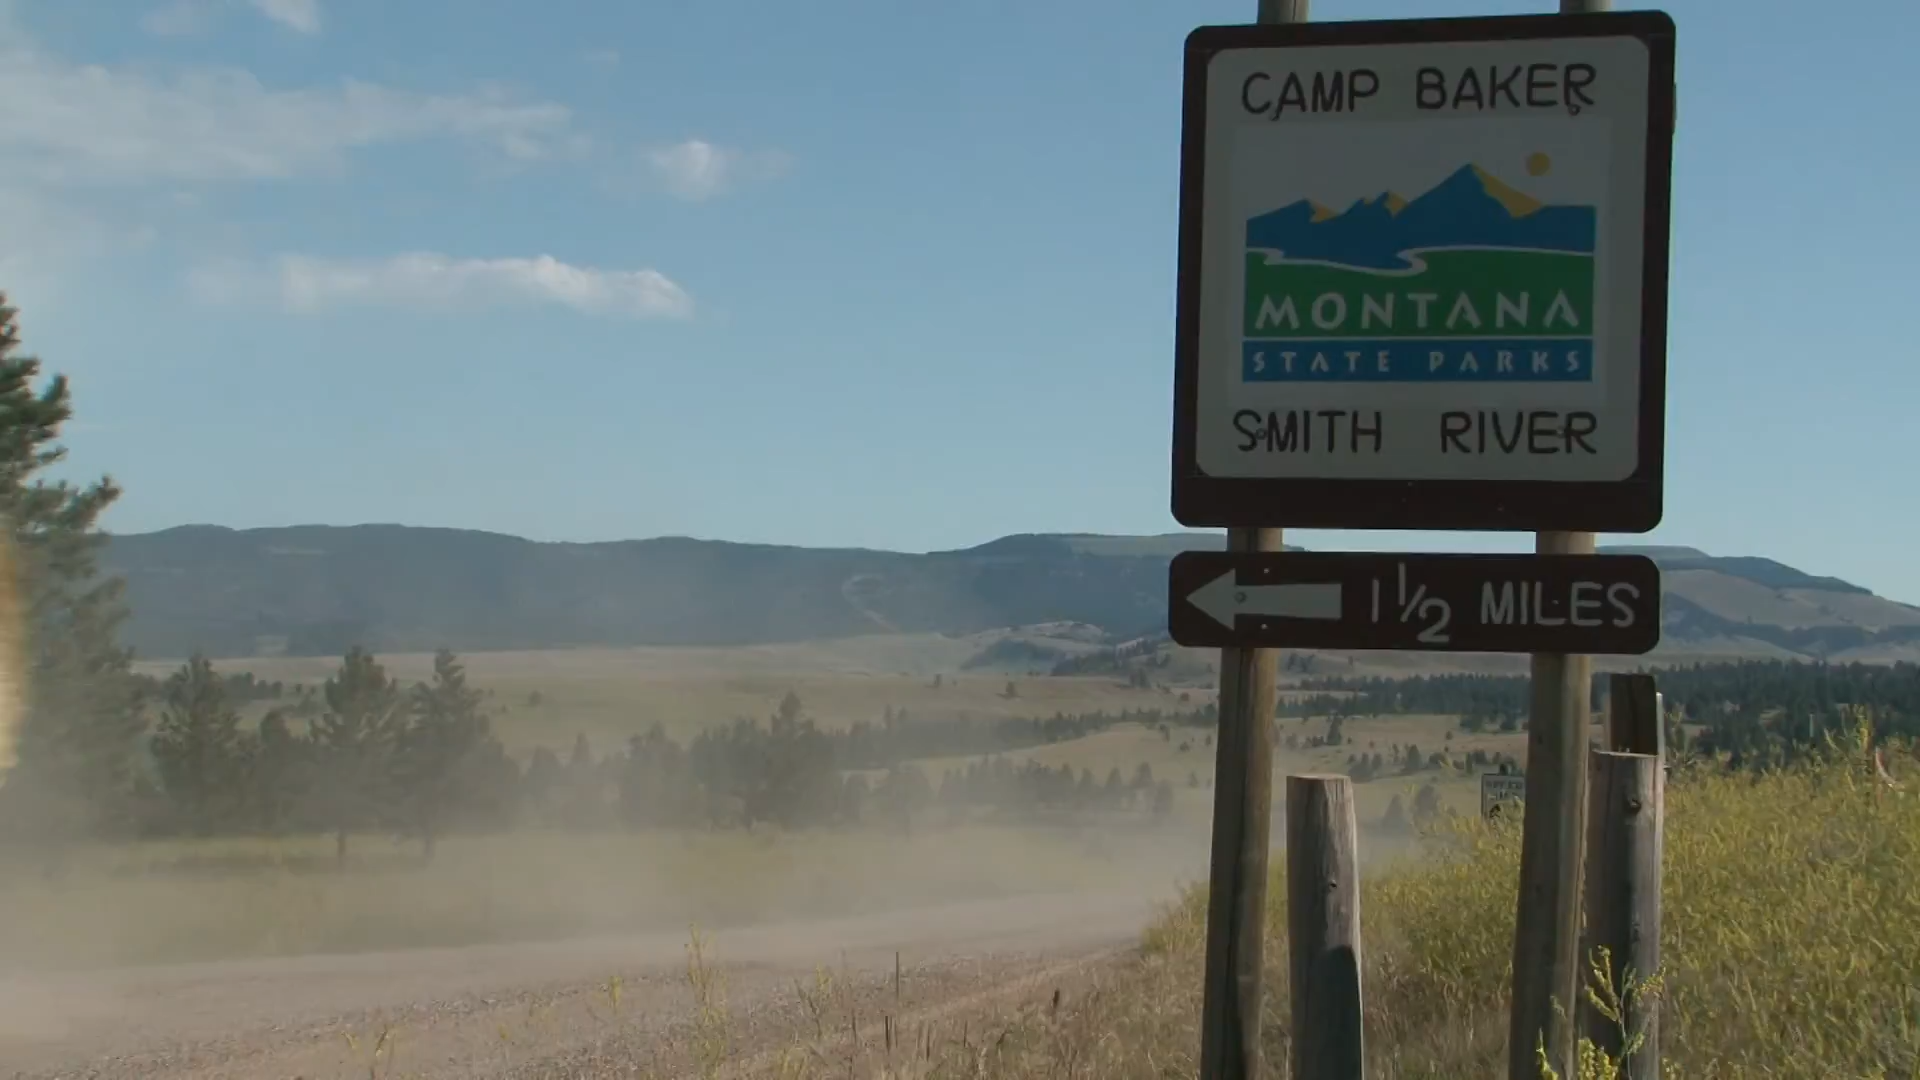 CAMP BAKER
MONTANA
STATE PARKS
SMITH RIVER
1 1/2 MILES